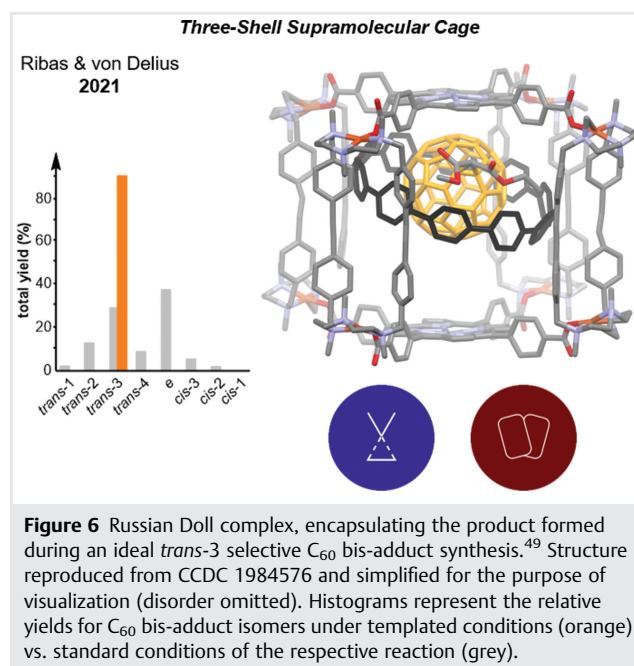 Three-Shell Supramolecular Cage
Ribas & von Delius
2021
total yield (%)
80
60
40
20
0
trans-1
trans-2
trans-3
trans-4
e
cis-3
cis-2
cis-1
Figure 6 Russian Doll complex, encapsulating the product formed
during an ideal trans-3 selective C₆₀ bis-adduct synthesis.⁴⁹ Structure
reproduced from CCDC 1984576 and simplified for the purpose of
visualization (disorder omitted). Histograms represent the relative
yields for C₆₀ bis-adduct isomers under templated conditions (orange)
vs. standard conditions of the respective reaction (grey).